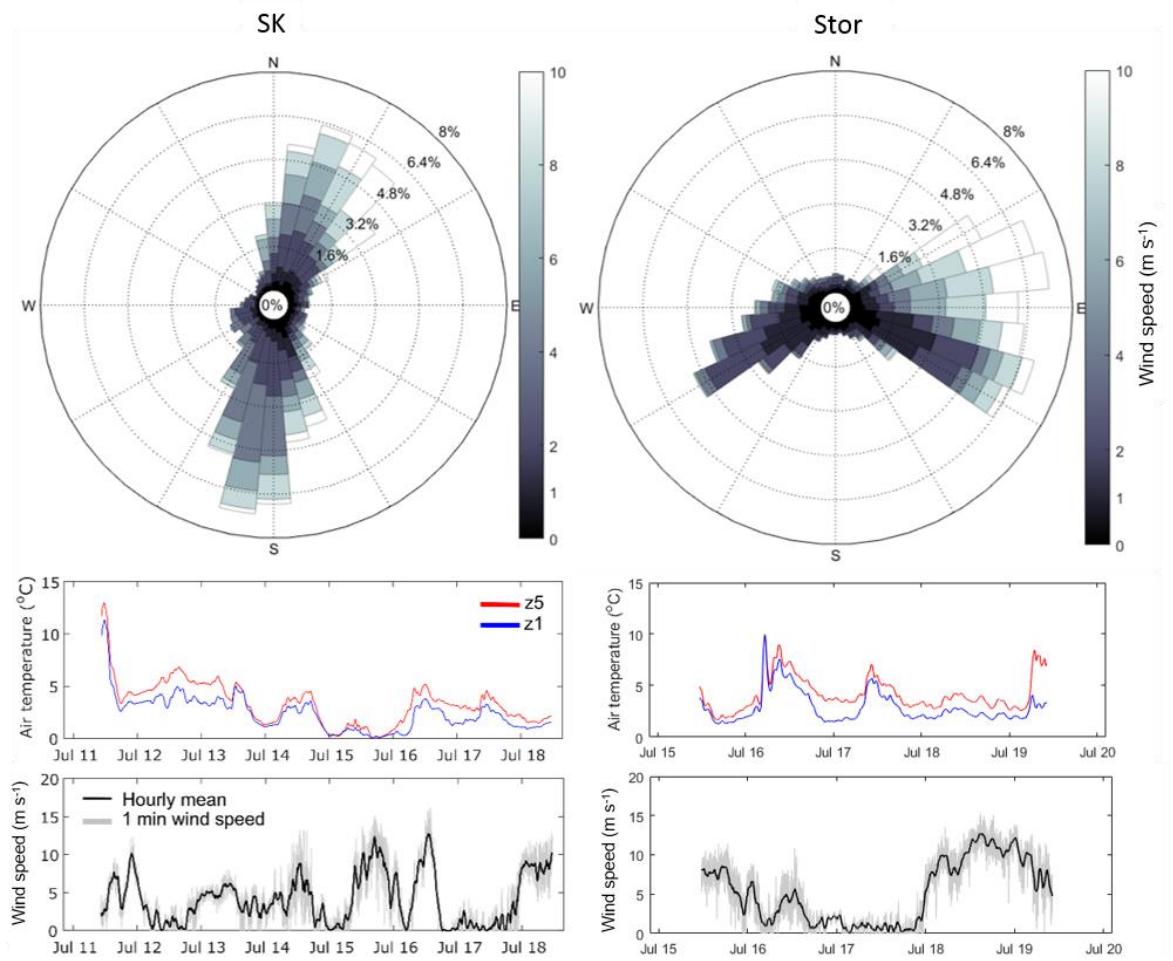 SK
Stor
N
8%
6.4%
4.8%
3.2%
1.6%
0%
W
E
S
10
8
6
4
2
1
0
N
8%
6.4%
4.8%
3.2%
1.6%
0%
W
E
S
10
8
6
4
2
1
0
Wind speed (m s-1)
Air temperature (°C)
15
10
5
0
z5
z1
Jul 11 Jul 12 Jul 13 Jul 14 Jul 15 Jul 16 Jul 17 Jul 18
Air temperature (°C)
15
10
5
0
Jul 15 Jul 16 Jul 17 Jul 18 Jul 19 Jul 20
Wind speed (m s-1)
20
15
10
5
0
Hourly mean
1 min wind speed
Jul 11 Jul 12 Jul 13 Jul 14 Jul 15 Jul 16 Jul 17 Jul 18
Wind speed (m s-1)
20
15
10
5
0
Jul 15 Jul 16 Jul 17 Jul 18 Jul 19 Jul 20